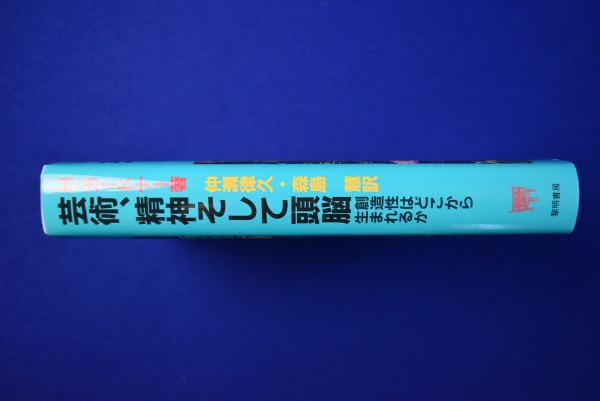 H・ガードナー著
仲瀬律久・森島 慧訳
芸術、精神そして頭脳
創造性はどこから
生まれるか
黎明書房